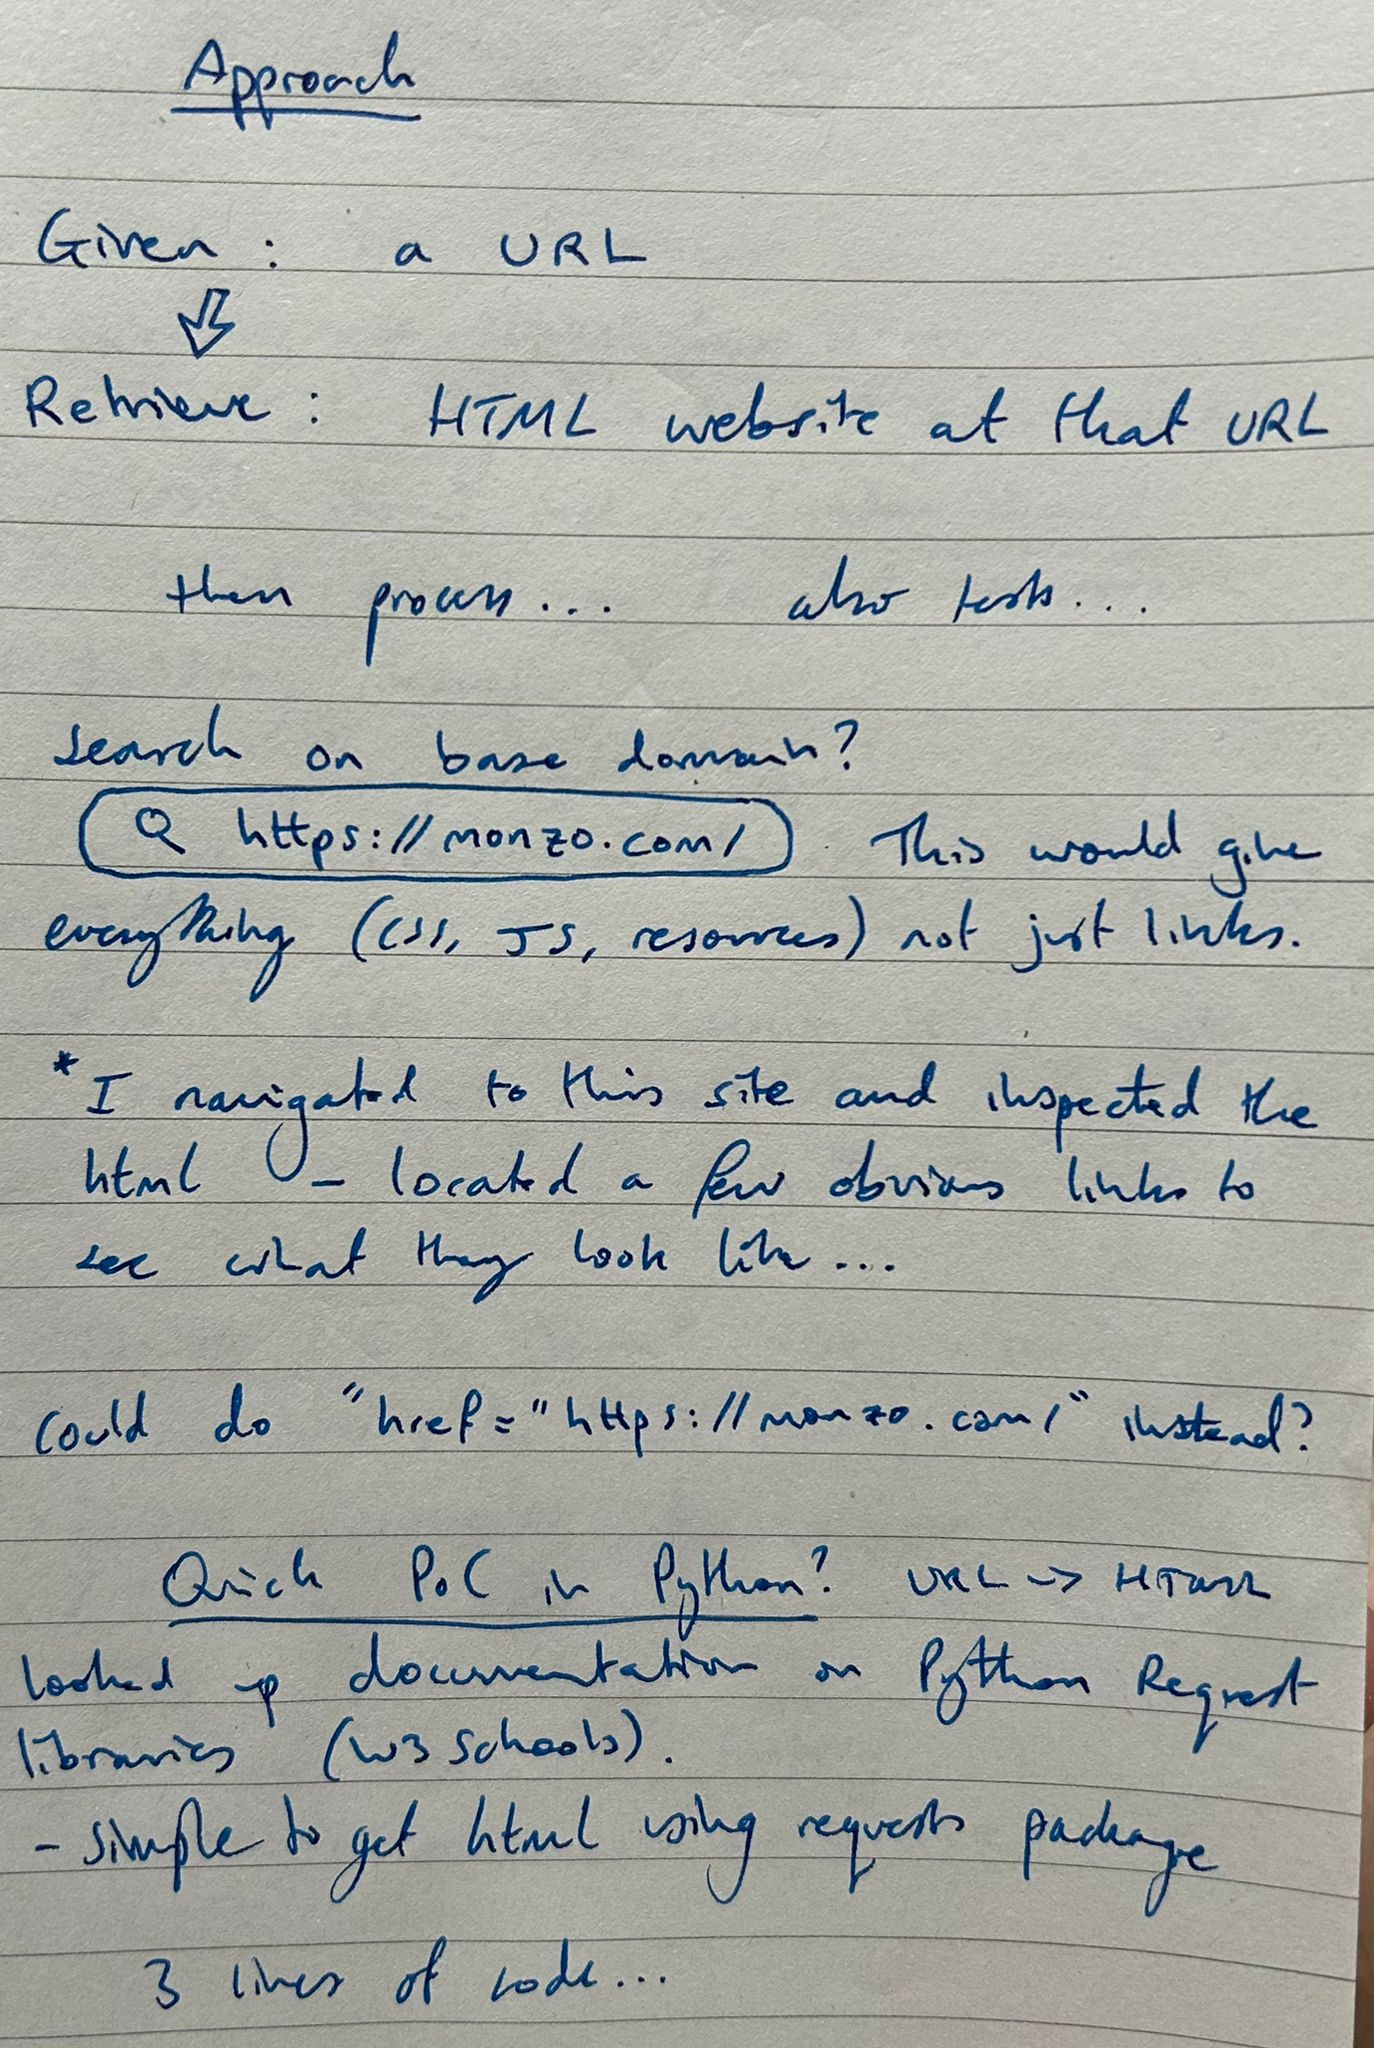 Approach
Given : a URL
Retrieve : HTML website at that URL
then process... also tests...
search on base domain?
https://monzo.com/ This would give
everything (CSS, JS, resources) not just links.
* I navigated to this site and inspected the
html - located a few obvious links to
see what they look like...
could do "href="https://monzo.com/" instead?
Quick PoC in Python? URL -> HTML
looked up documentation on Python Request
libraries (W3 Schools).
- simple to get html using requests package
3 lines of code...